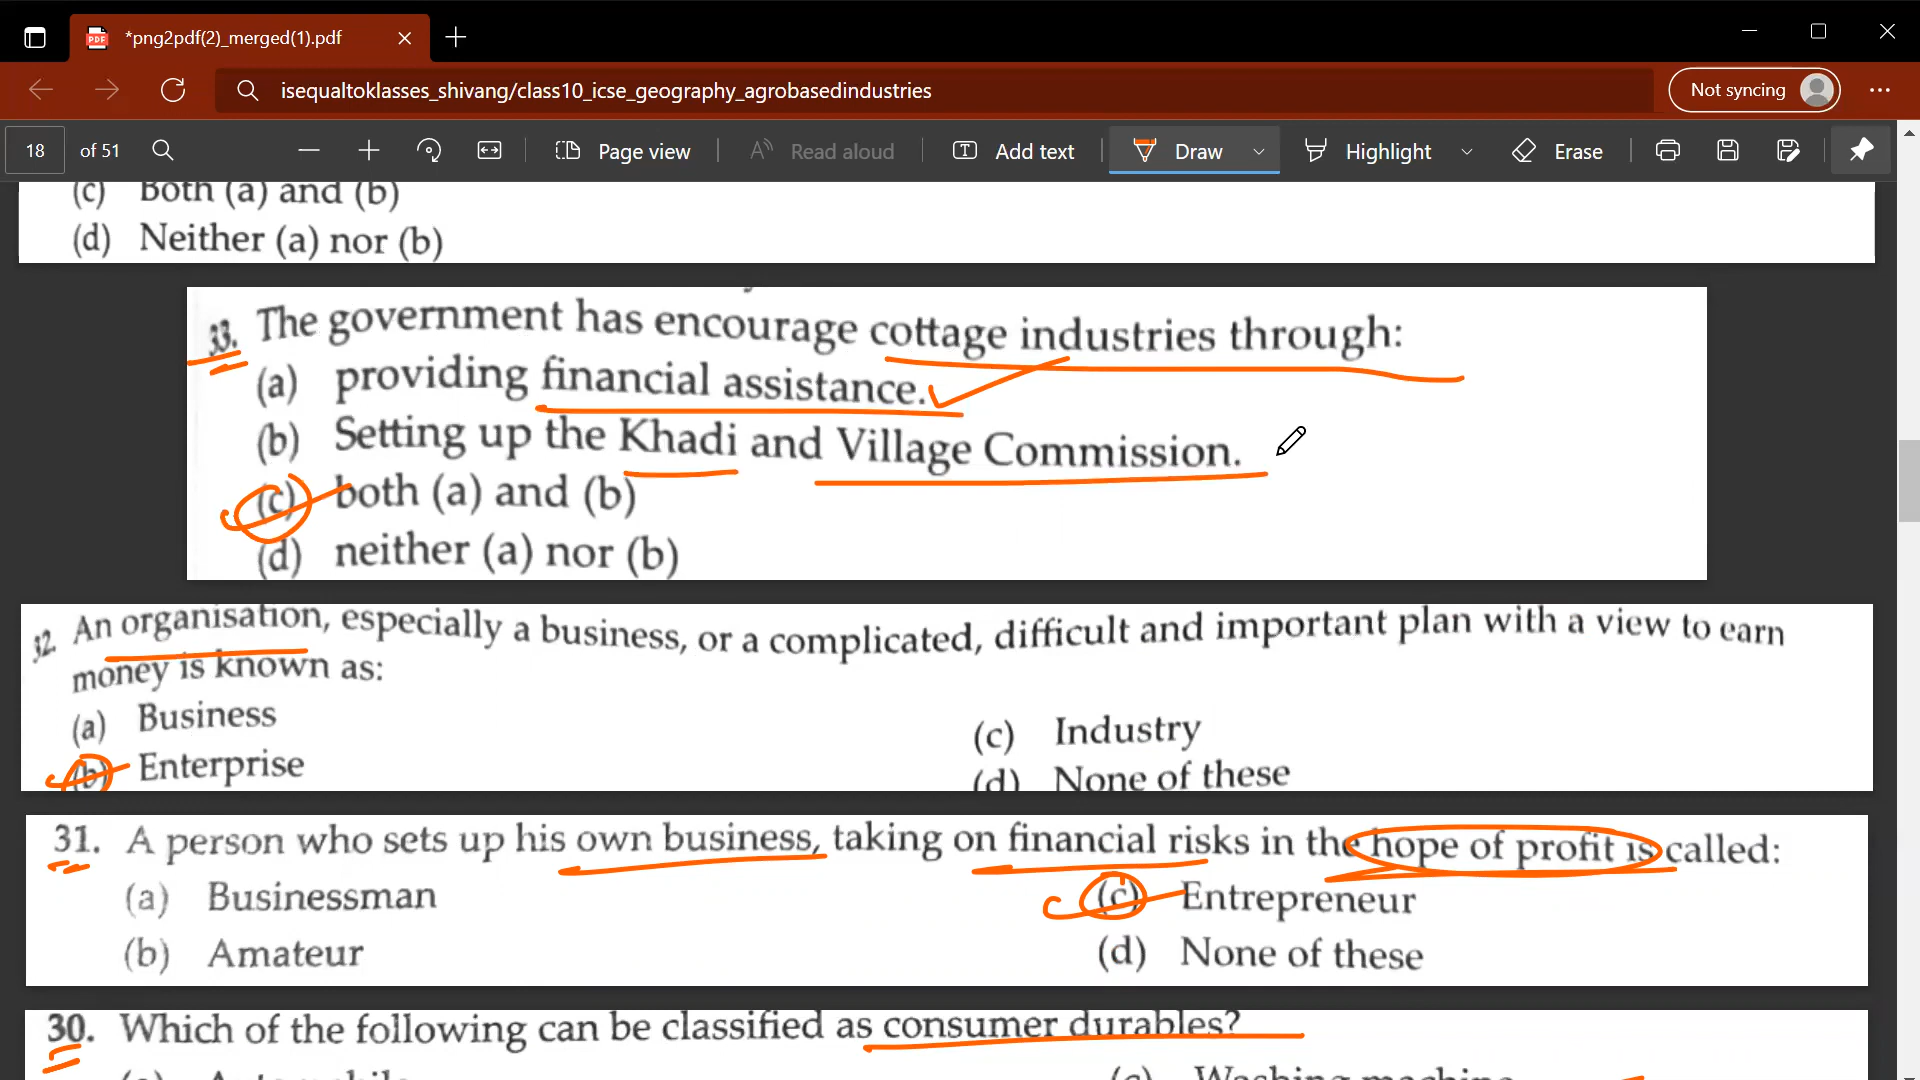 *png2pdf(2)_merged(1).pdf
isequaltoklasses_shivang/class10_icse_geography_agrobasedindustries
Not syncing
18 of 51
Page view
Read aloud
Add text
Draw
Highlight
Erase
(c) Both (a) and (b)
(d) Neither (a) nor (b)
33. The government has encourage cottage industries through:
(a) providing financial assistance.
(b) Setting up the Khadi and Village Commission.
(c) both (a) and (b)
(d) neither (a) nor (b)
32. An organisation, especially a business, or a complicated, difficult and important plan with a view to earn
money is known as:
(a) Business
(c) Industry
(b) Enterprise
(d) None of these
31. A person who sets up his own business, taking on financial risks in the hope of profit is called:
(a) Businessman
(c) Entrepreneur
(b) Amateur
(d) None of these
30. Which of the following can be classified as consumer durables?
(c) Washing machine